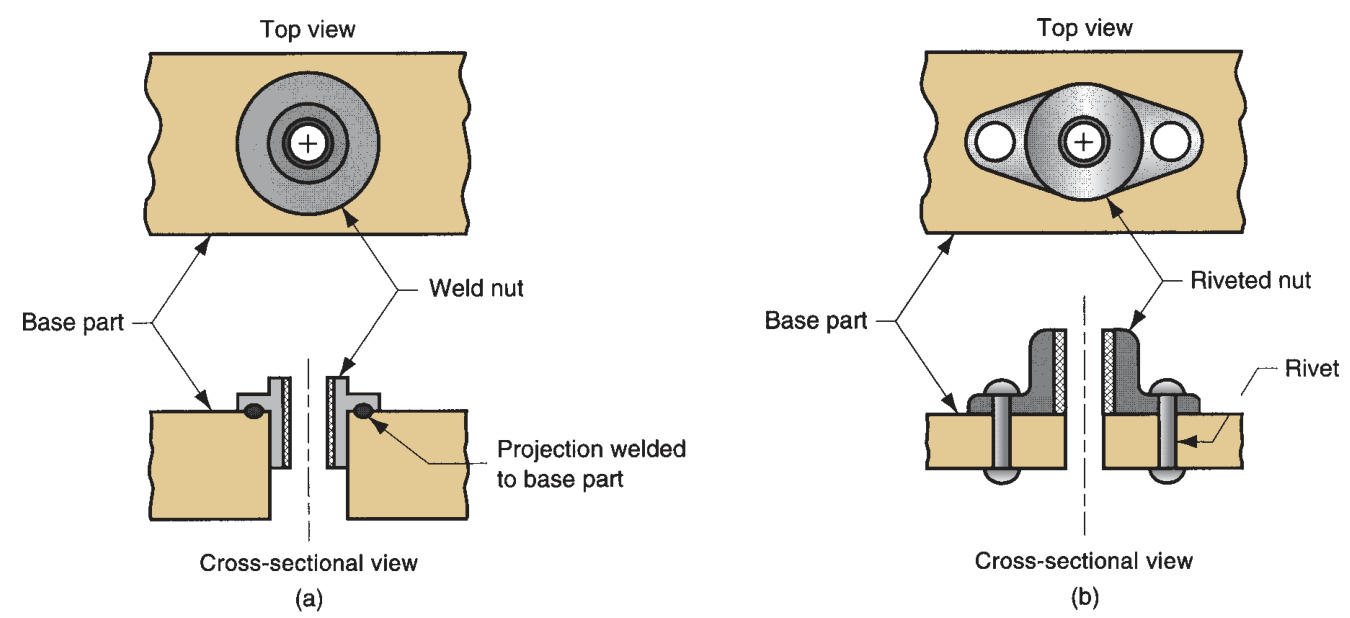 Top view
Base part
Weld nut
Projection welded
to base part
Cross-sectional view
(a)
Top view
Base part
Riveted nut
Rivet
Cross-sectional view
(b)